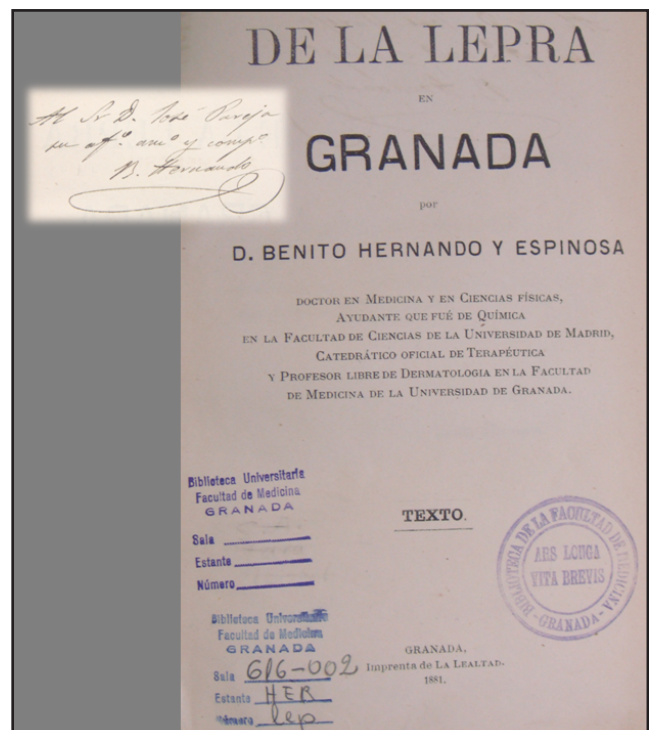 DE LA LEPRA
EN
GRANADA
por
D. BENITO HERNANDO Y ESPINOSA
DOCTOR EN MEDICINA Y EN CIENCIAS FÍSICAS,
AYUDANTE QUE FUÉ DE QUÍMICA
EN LA FACULTAD DE CIENCIAS DE LA UNIVERSIDAD DE MADRID,
CATEDRÁTICO OFICIAL DE TERAPÉUTICA
Y PROFESOR LIBRE DE DERMATOLOGIA EN LA FACULTAD
DE MEDICINA DE LA UNIVERSIDAD DE GRANADA.
Al Sr D. José Pareja
su af.º am.º y compº
B. Hernando
Biblioteca Universitaria
Facultad de Medicina
GRANADA
Sala
Estante
Número
TEXTO.
BIBLIOTECA DE LA FACULTAD DE MEDICINA
-GRANADA-
ARS LONGA
VITA BREVIS
Biblioteca Universitaria
Facultad de Medicina
GRANADA
Sala 616-002
Estante HER
Número lep
GRANADA,
Imprenta de LA LEALTAD.
1881.